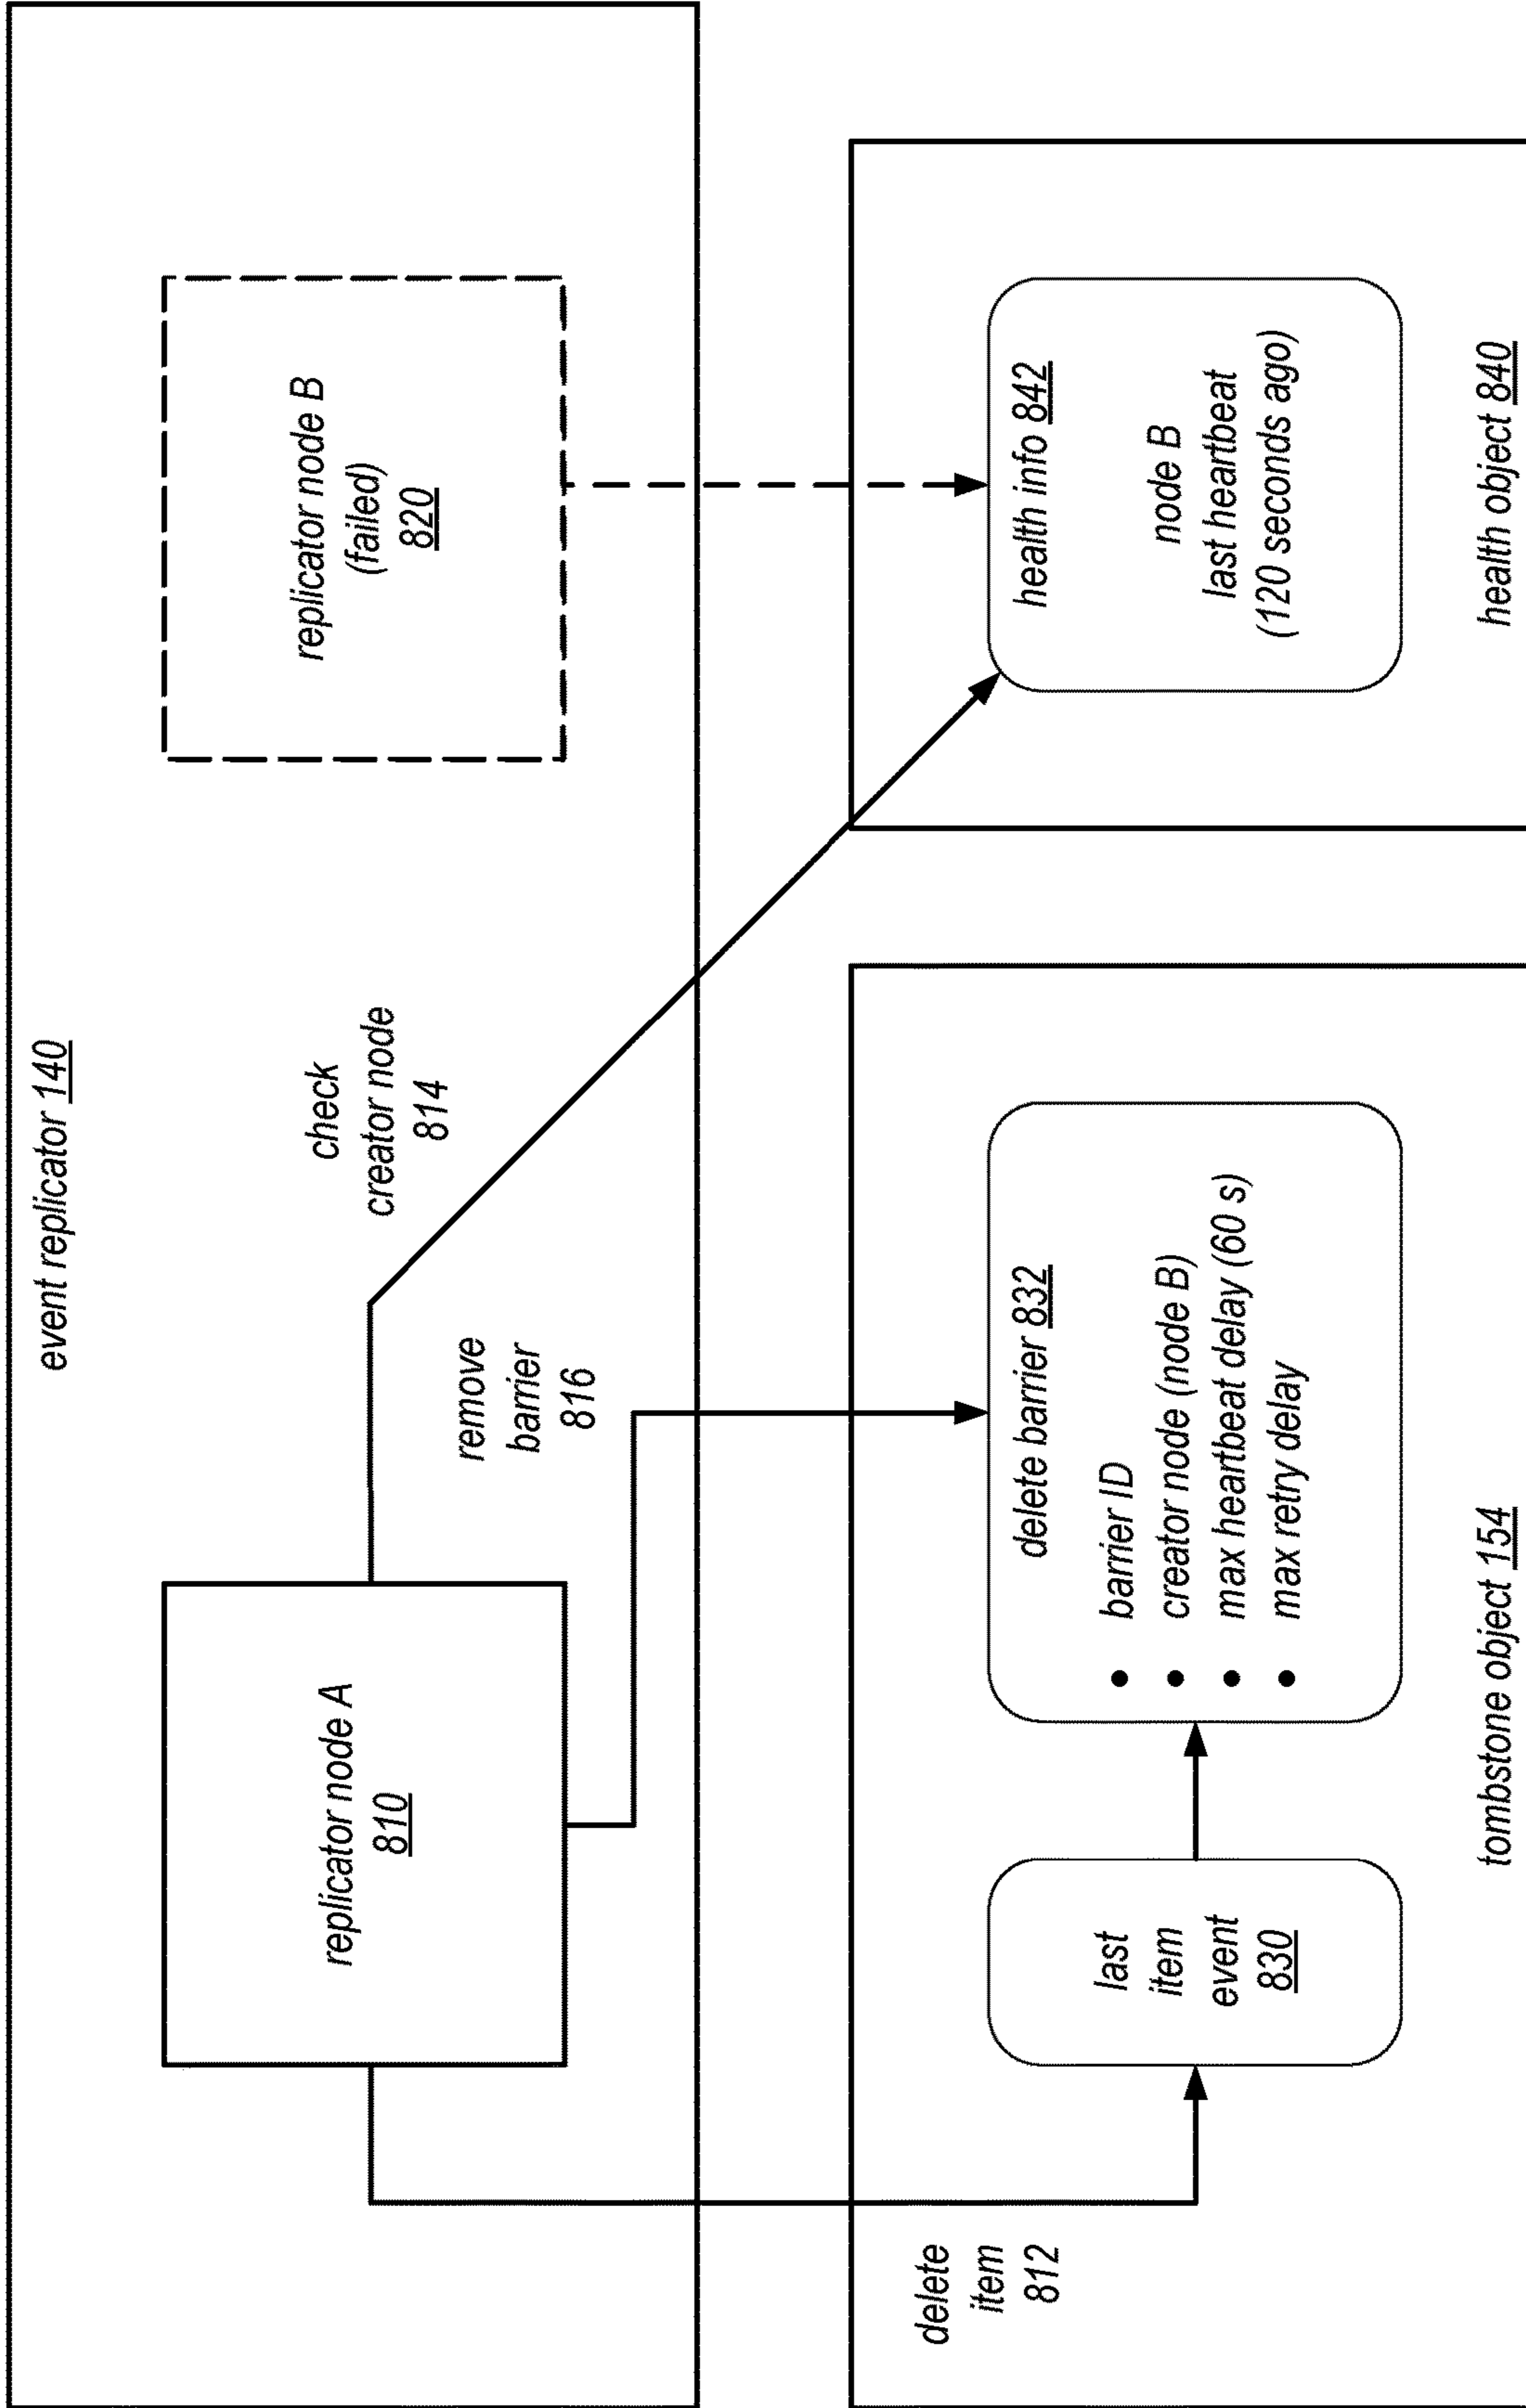 event replicator 140
replicator node A
810
replicator node B
(failed)
820
check
creator node
814
remove
barrier
816
delete
item
812
last
item
event
830
delete barrier 832
• barrier ID
• creator node (node B)
• max heartbeat delay (60 s)
• max retry delay
tombstone object 154
health info 842
node B
last heartbeat
(120 seconds ago)
health object 840